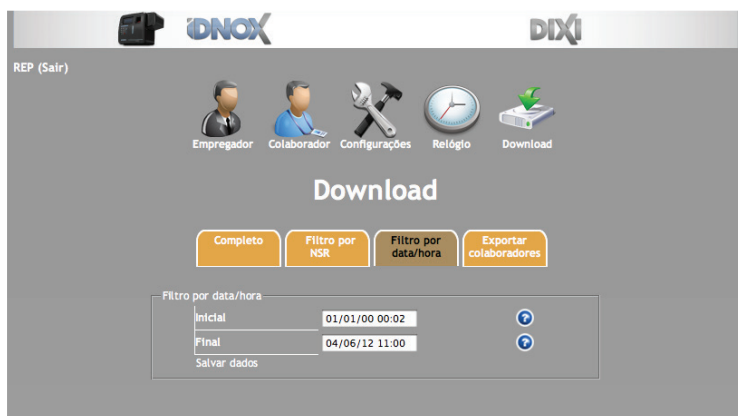 iDNOX DIXI
REP (Sair)
Empregador Colaborador Configurações Relógio Download
Download
Completo Filtro por NSR Filtro por data/hora Exportar colaboradores
Filtro por data/hora
Inicial 01/01/00 00:02
Final 04/06/12 11:00
Salvar dados